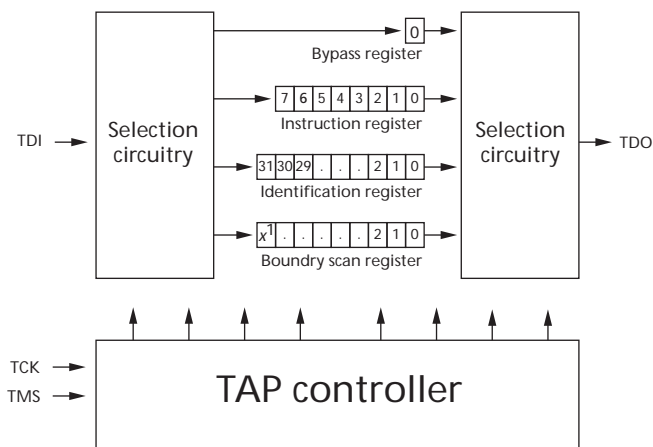 0
Bypass register
7 6 5 4 3 2 1 0
Instruction register
TDI
Selection
circuitry
Selection
circuitry
TDO
31 30 29 . . . 2 1 0
Identification register
x1 . . . . . 2 1 0
Boundry scan register
TCK
TMS
TAP controller